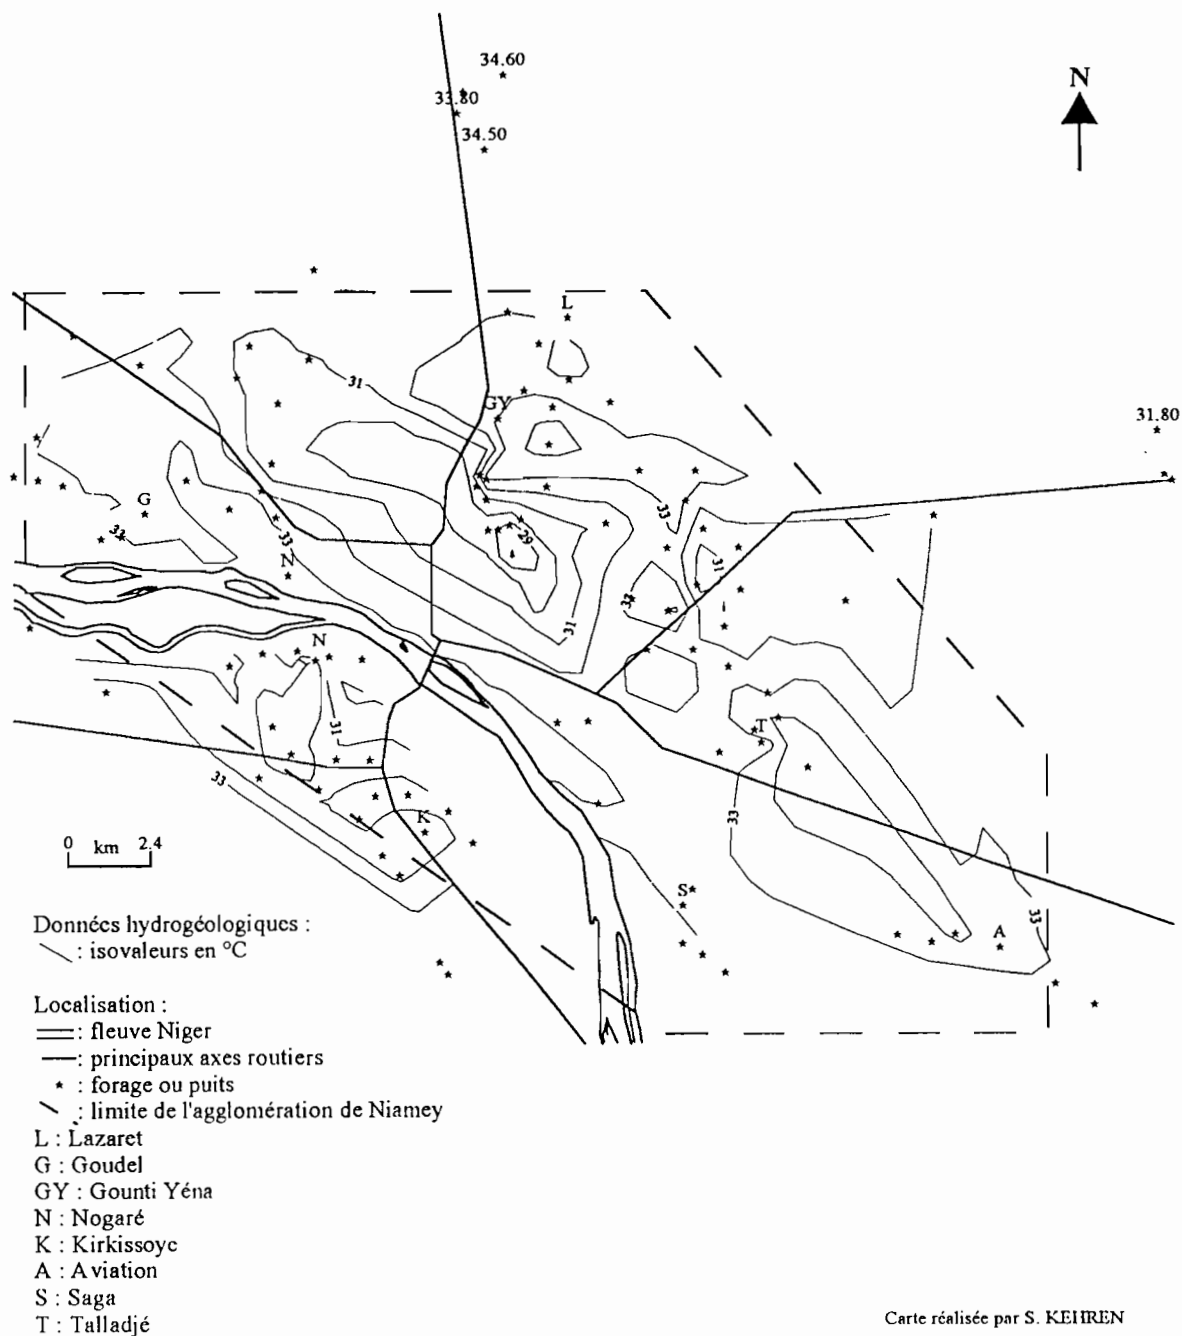 34.60
33.80
34.50
N
L
31
GY
31.80
33
G
33
33
29
N
31
32
31
N
31
T
33
33
K
33
0 km 2.4
S
A
33
Données hydrogéologiques :
: isovaleurs en °C
Localisation :
: fleuve Niger
: principaux axes routiers
: forage ou puits
: limite de l'agglomération de Niamey
L : Lazaret
G : Goudel
GY : Gounti Yéna
N : Nogaré
K : Kirkissoye
A : Aviation
S : Saga
T : Talladjé
Carte réalisée par S. KEHREN